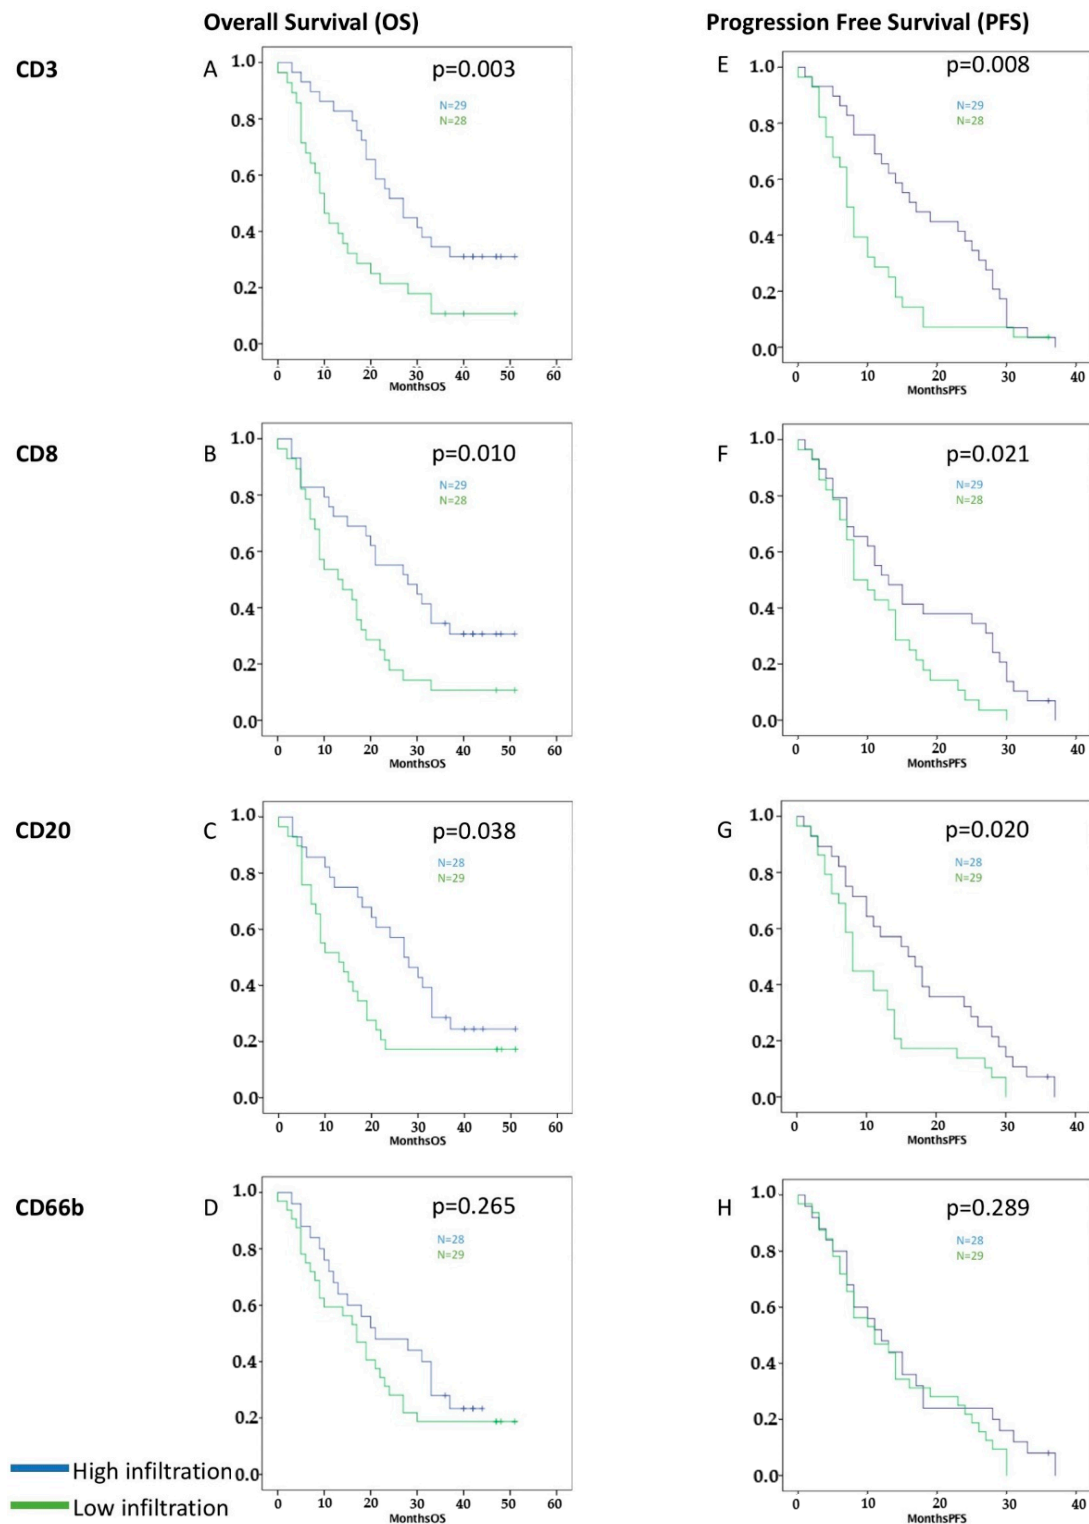 Overall Survival (OS)
Progression Free Survival (PFS)
CD3
A
p=0.003
N=29
N=28
1.0
0.8
0.6
0.4
0.2
0.0
0 10 20 30 40 50 60
MonthsOS
E
p=0.008
N=29
N=28
1.0
0.8
0.6
0.4
0.2
0.0
0 10 20 30 40
MonthsPFS
CD8
B
p=0.010
N=29
N=28
1.0
0.8
0.6
0.4
0.2
0.0
0 10 20 30 40 50 60
MonthsOS
F
p=0.021
N=29
N=28
1.0
0.8
0.6
0.4
0.2
0.0
0 10 20 30 40
MonthsPFS
CD20
C
p=0.038
N=28
N=29
1.0
0.8
0.6
0.4
0.2
0.0
0 10 20 30 40 50 60
MonthsOS
G
p=0.020
N=28
N=29
1.0
0.8
0.6
0.4
0.2
0.0
0 10 20 30 40
MonthsPFS
CD66b
D
p=0.265
N=28
N=29
1.0
0.8
0.6
0.4
0.2
0.0
0 10 20 30 40 50 60
MonthsOS
H
p=0.289
N=28
N=29
1.0
0.8
0.6
0.4
0.2
0.0
0 10 20 30 40
MonthsPFS
High infiltration
Low infiltration